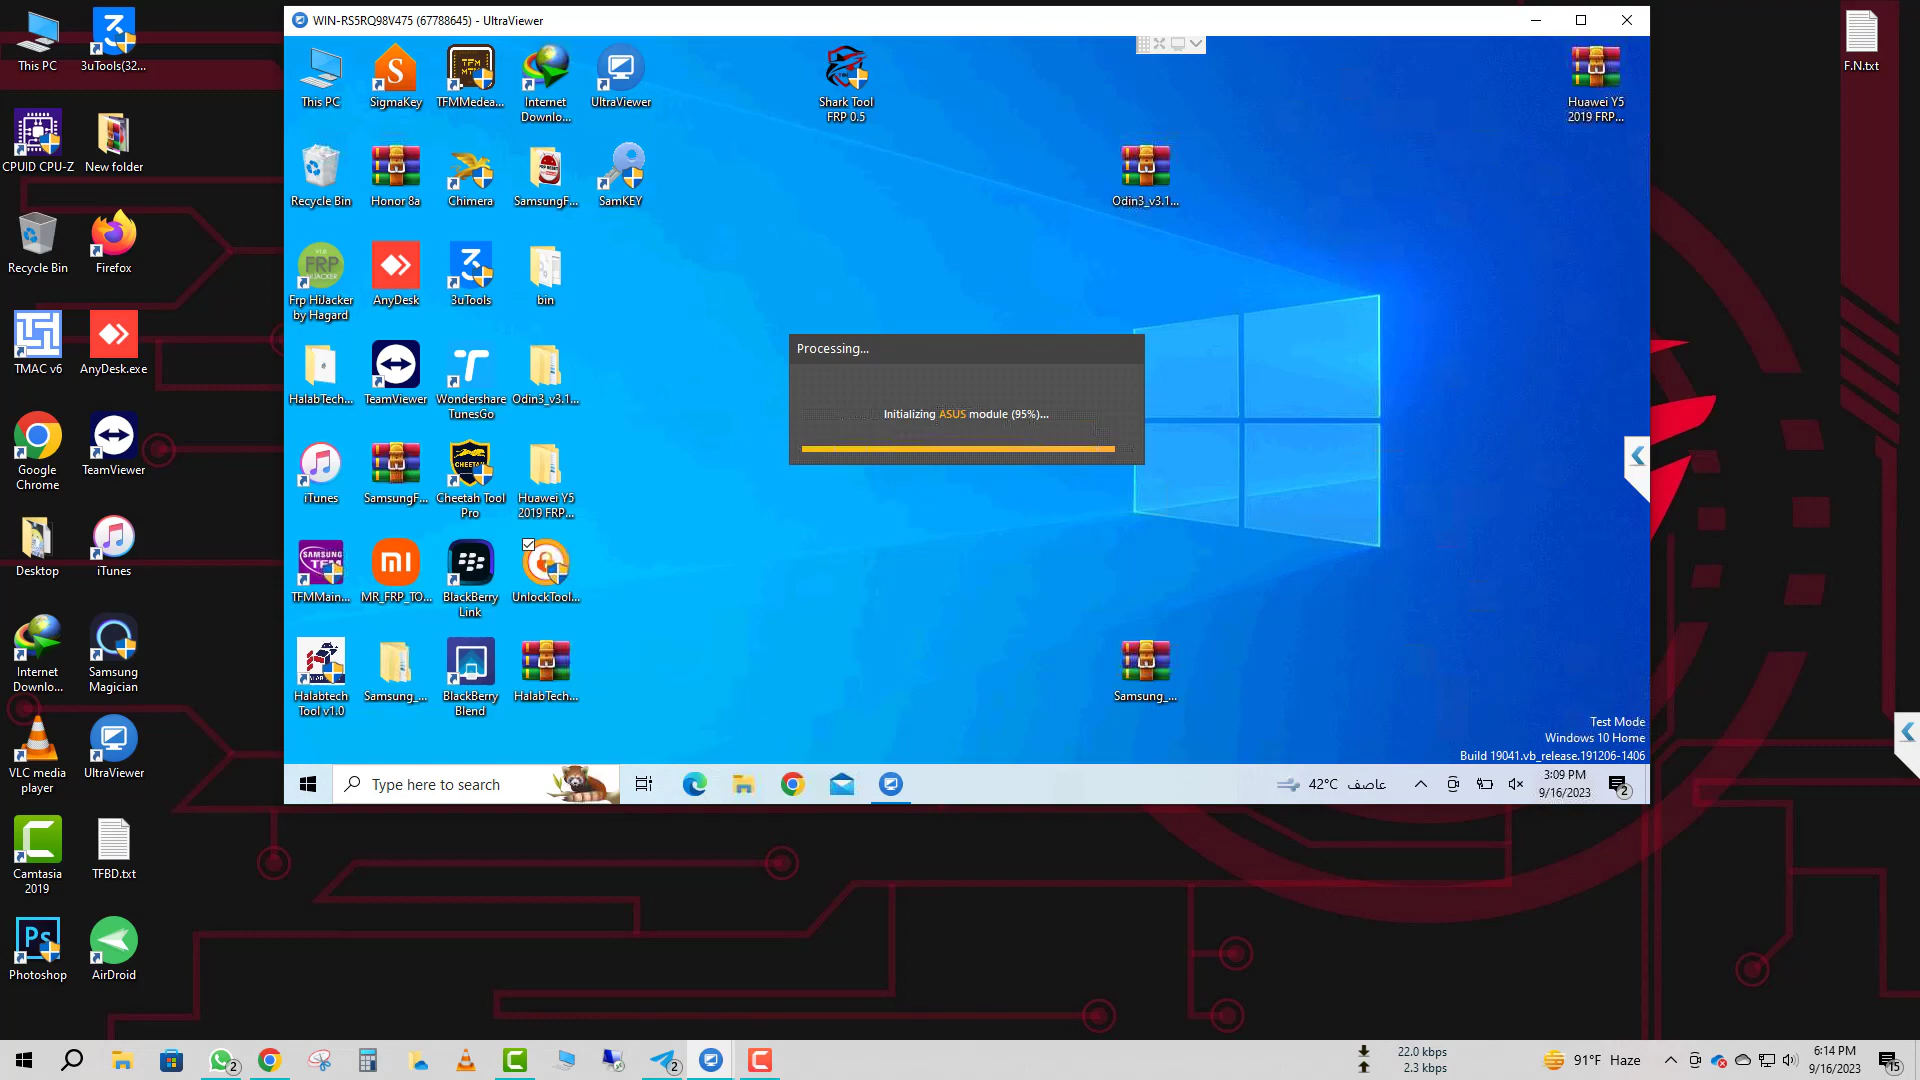 WIN-RS5RQ98V475 (67788645) - UltraViewer
This PC
3uTools(32...
CPUID CPU-Z
New folder
Recycle Bin
Firefox
TMAC v6
AnyDesk.exe
Google
Chrome
TeamViewer
Desktop
iTunes
Internet
Downlo...
Samsung
Magician
VLC media
player
UltraViewer
Camtasia
2019
TFBD.txt
Photoshop
AirDroid
F.N.txt
This PC
SigmaKey
TFMMedea...
Internet
Downlo...
UltraViewer
Shark Tool
FRP 0.5
Huawei Y5
2019 FRP...
Recycle Bin
Honor 8a
Chimera
SamsungF...
SamKEY
Odin3_v3.1...
Frp HiJacker
by Hagard
AnyDesk
3uTools
bin
HalabTech...
TeamViewer
Wondershare
TunesGo
Odin3_v3.1...
iTunes
SamsungF...
Cheetah Tool
Pro
Huawei Y5
2019 FRP...
TFMMain...
MR_FRP_TO...
BlackBerry
Link
UnlockTool...
Halabtech
Tool v1.0
Samsung_...
BlackBerry
Blend
HalabTech...
Samsung_...
Processing...
Initializing ASUS module (95%)...
Test Mode
Windows 10 Home
Build 19041.vb_release.191206-1406
Type here to search
42°C عاصف
3:09 PM
9/16/2023
2
2
2
22.0 kbps
2.3 kbps
91°F Haze
6:14 PM
9/16/2023
15